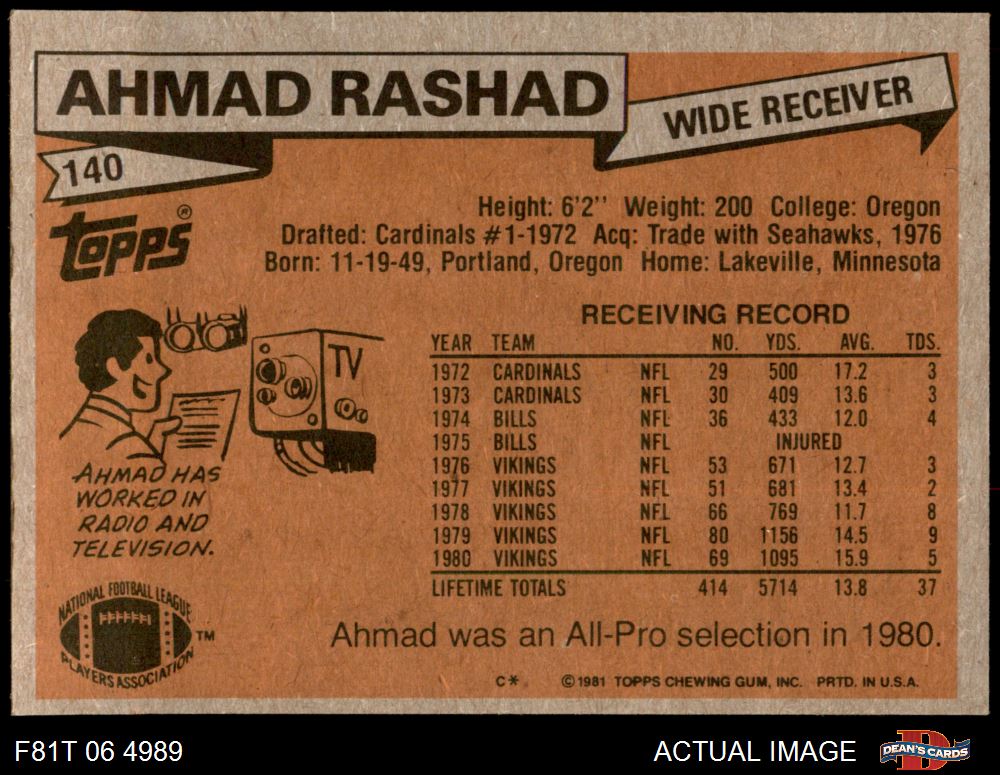 AHMAD RASHAD
WIDE RECEIVER
140
topps®
Height: 6'2'' Weight: 200 College: Oregon
Drafted: Cardinals #1-1972 Acq: Trade with Seahawks, 1976
Born: 11-19-49, Portland, Oregon Home: Lakeville, Minnesota
TV
AHMAD HAS
WORKED IN
RADIO AND
TELEVISION.
RECEIVING RECORD
YEAR TEAM NO. YDS. AVG. TDS.
1972 CARDINALS NFL 29 500 17.2 3
1973 CARDINALS NFL 30 409 13.6 3
1974 BILLS NFL 36 433 12.0 4
1975 BILLS NFL INJURED
1976 VIKINGS NFL 53 671 12.7 3
1977 VIKINGS NFL 51 681 13.4 2
1978 VIKINGS NFL 66 769 11.7 8
1979 VIKINGS NFL 80 1156 14.5 9
1980 VIKINGS NFL 69 1095 15.9 5
LIFETIME TOTALS 414 5714 13.8 37
NATIONAL FOOTBALL LEAGUE
PLAYERS ASSOCIATION
TM
Ahmad was an All-Pro selection in 1980.
C* ©1981 TOPPS CHEWING GUM, INC. PRTD. IN U.S.A.
F81T 06 4989
ACTUAL IMAGE
D
DEAN'S CARDS